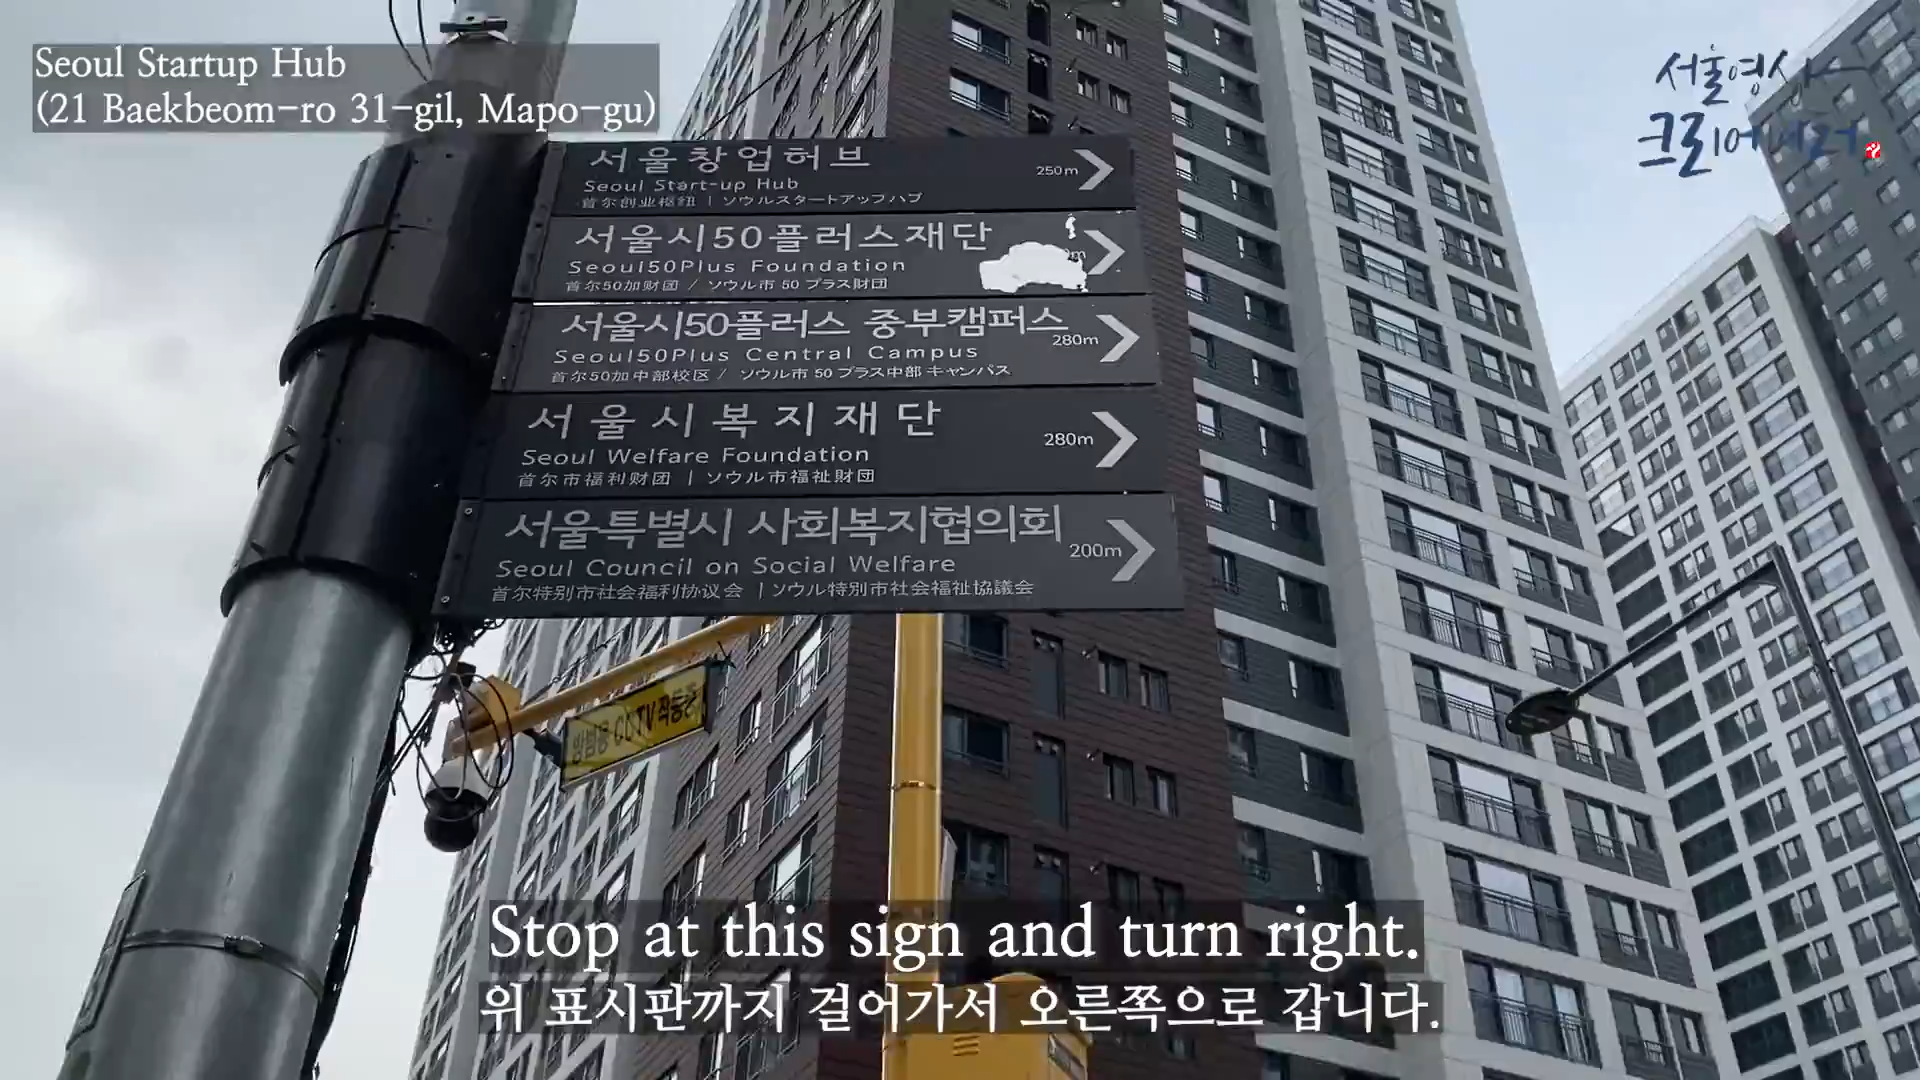 Seoul Startup Hub
(21 Baekbeom-ro 31-gil, Mapo-gu)
서울영상
크리에이터
서울창업허브
Seoul Start-up Hub
250m
首尔创业枢纽 | ソウルスタートアップハブ
서울시50플러스재단
Seoul50Plus Foundation
首尔50加财团 / ソウル市 50 プラス財団
서울시50플러스 중부캠퍼스
280m
Seoul50Plus Central Campus
首尔50加中部校区 / ソウル市 50 プラス中部 キャンパス
서울시복지재단
280m
Seoul Welfare Foundation
首尔市福利财团 | ソウル市福祉財団
서울특별시 사회복지협의회
200m
Seoul Council on Social Welfare
首尔特别市社会福利协议会 | ソウル特別市社会福祉協議会
방범용 CCTV 작동중
Stop at this sign and turn right.
위 표시판까지 걸어가서 오른쪽으로 갑니다.